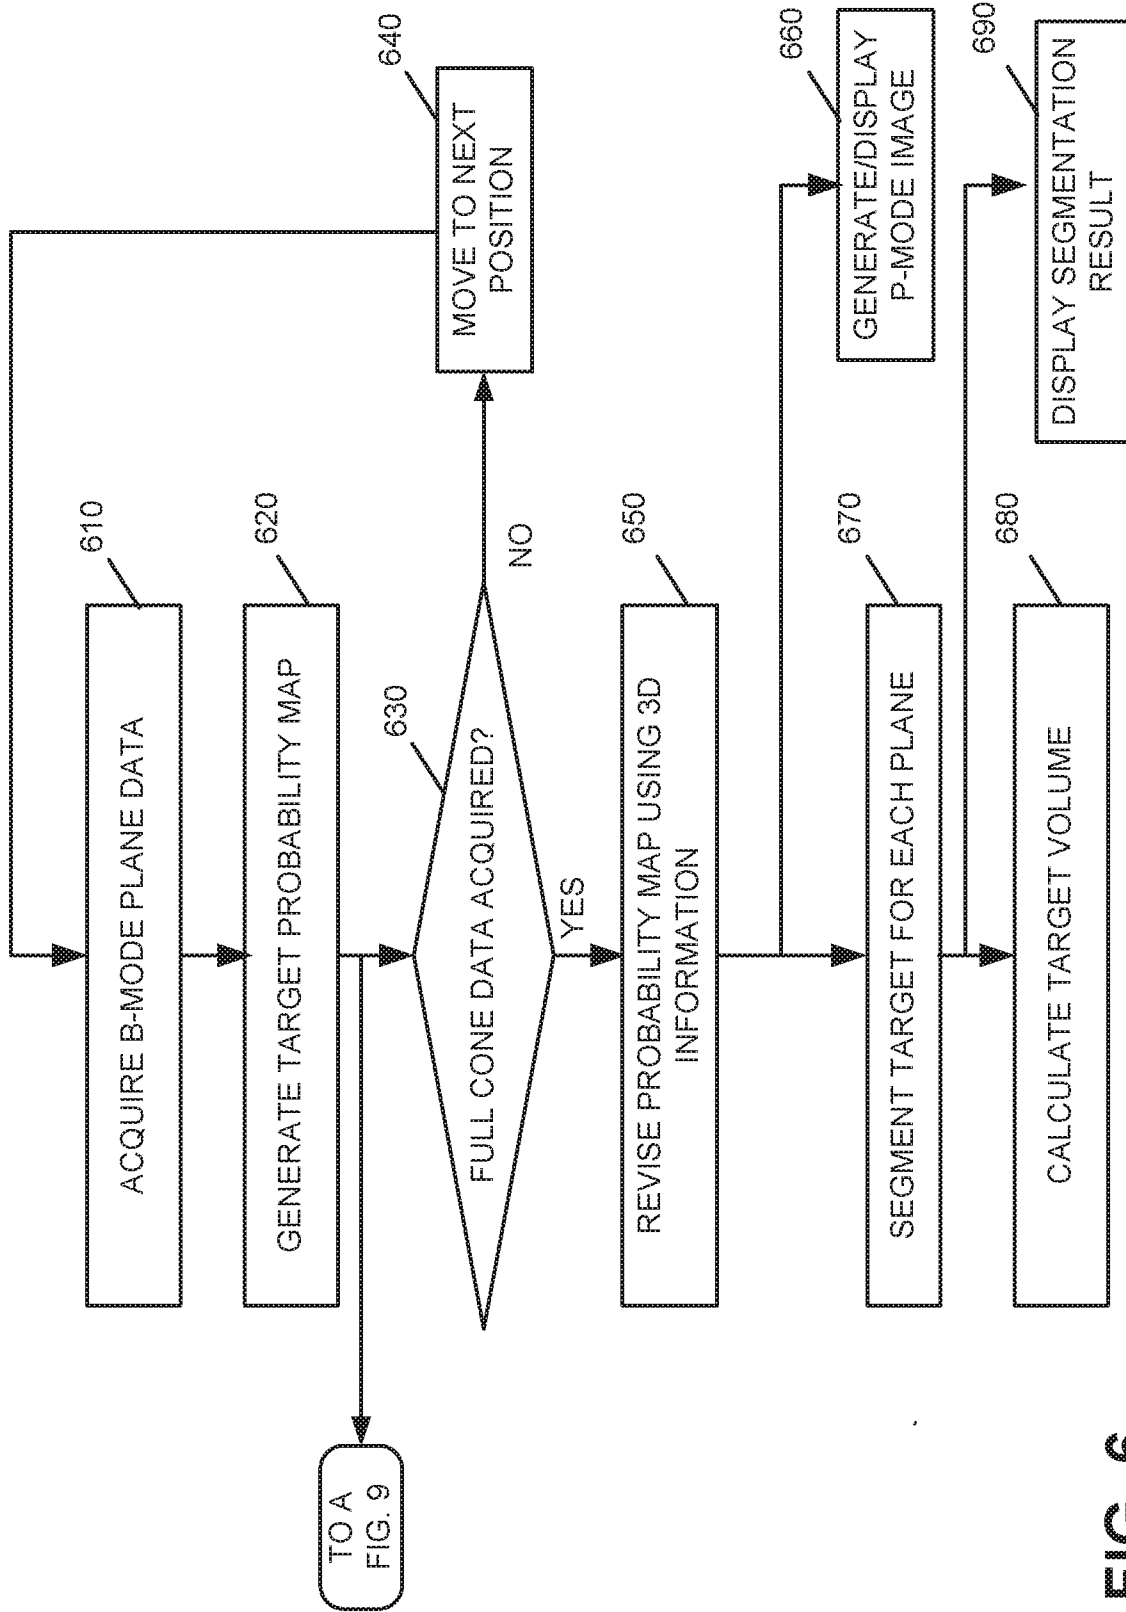 610
ACQUIRE B-MODE PLANE DATA
620
GENERATE TARGET PROBABILITY MAP
TO A
FIG. 9
630
FULL CONE DATA ACQUIRED?
NO
640
MOVE TO NEXT
POSITION
YES
650
REVISE PROBABILITY MAP USING 3D
INFORMATION
660
GENERATE/DISPLAY
P-MODE IMAGE
670
SEGMENT TARGET FOR EACH PLANE
680
CALCULATE TARGET VOLUME
690
DISPLAY SEGMENTATION
RESULT
FIG. 6